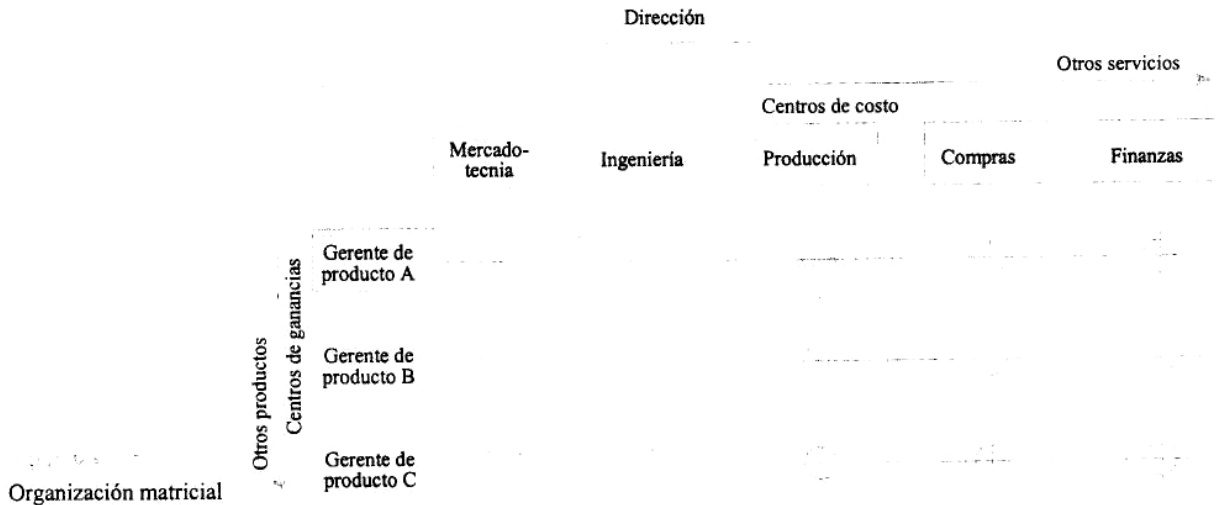 Dirección
Otros servicios
Centros de costo
Mercado-
tecnia
Ingeniería
Producción
Compras
Finanzas
Gerente de
producto A
Otros productos
Centros de ganancias
Gerente de
producto B
Gerente de
producto C
Organización matricial